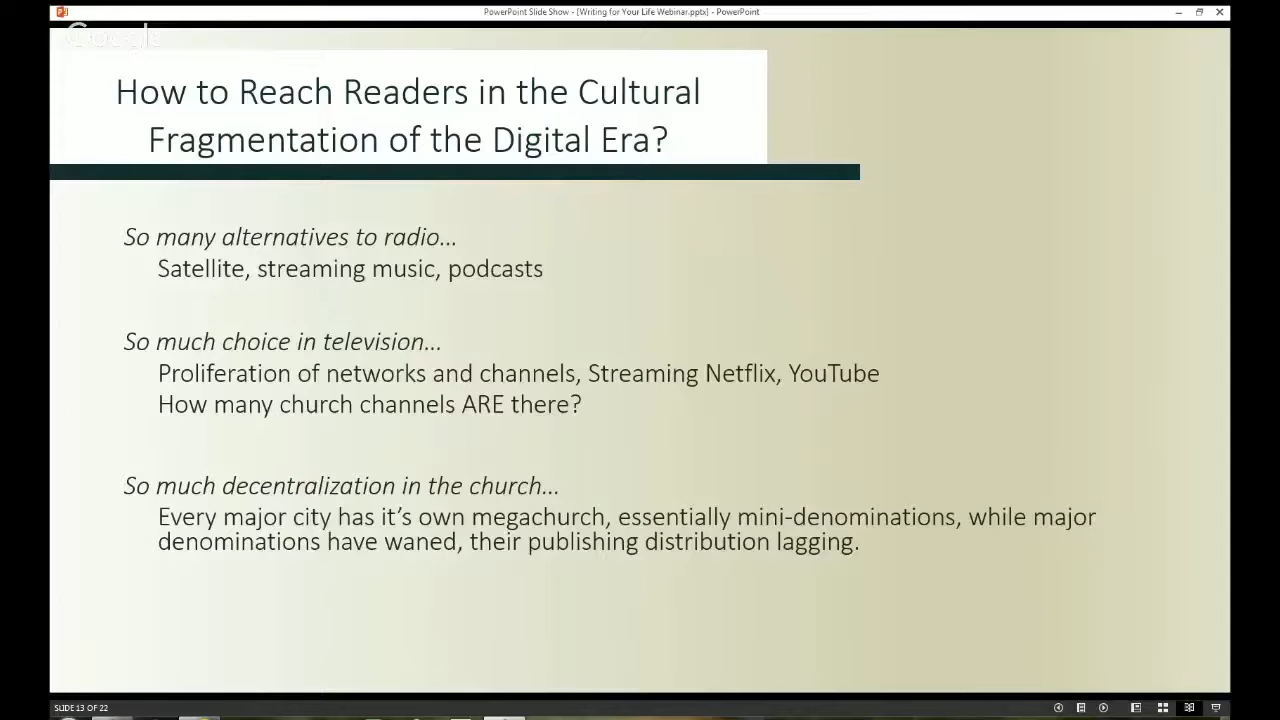 PowerPoint Slide Show - [Writing for Your Life Webinar.pptx] - PowerPoint
Google
How to Reach Readers in the Cultural
Fragmentation of the Digital Era?
So many alternatives to radio...
Satellite, streaming music, podcasts
So much choice in television...
Proliferation of networks and channels, Streaming Netflix, YouTube
How many church channels ARE there?
So much decentralization in the church...
Every major city has it's own megachurch, essentially mini-denominations, while major
denominations have waned, their publishing distribution lagging.
SLIDE 13 OF 22